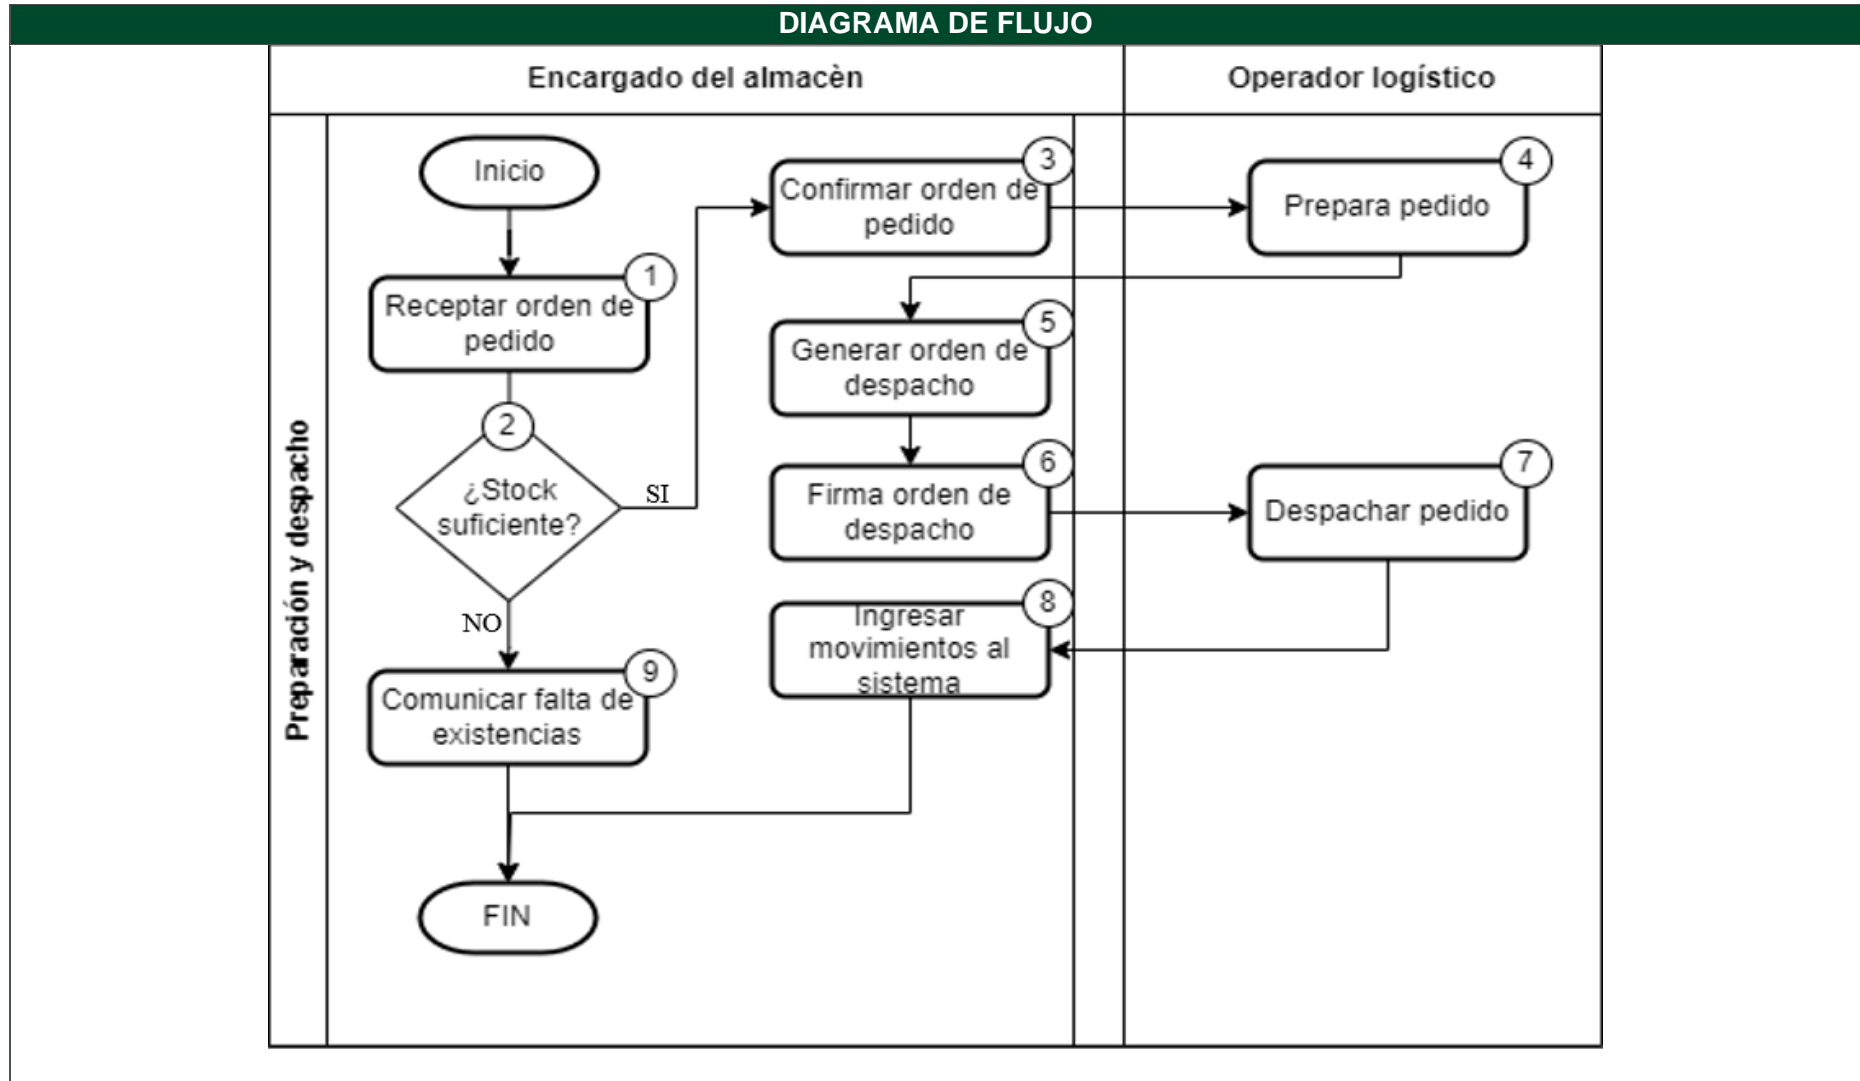 DIAGRAMA DE FLUJO
Encargado del almacèn
Operador logístico
Preparación y despacho
Inicio
1
Receptar orden de
pedido
2
¿Stock
suficiente?
SI
NO
9
Comunicar falta de
existencias
FIN
3
Confirmar orden de
pedido
4
Prepara pedido
5
Generar orden de
despacho
6
Firma orden de
despacho
7
Despachar pedido
8
Ingresar
movimientos al
sistema